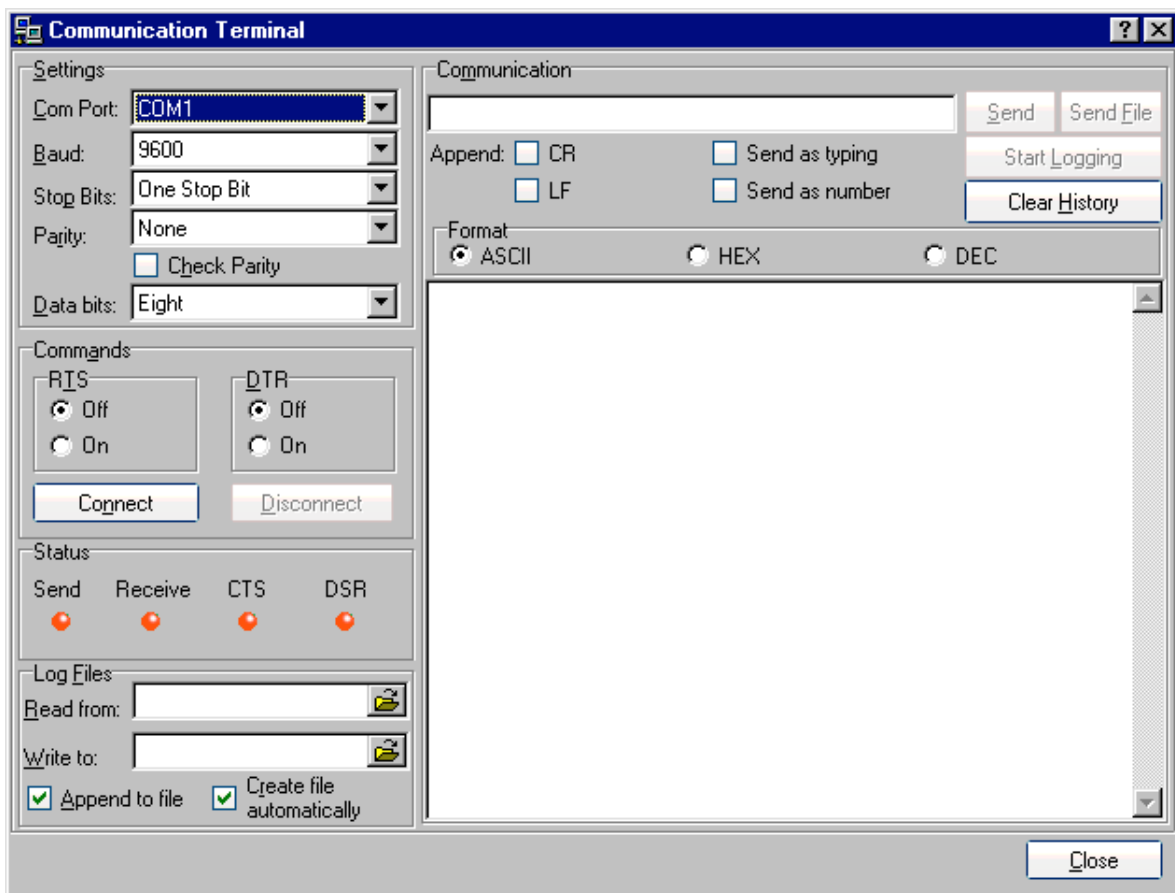 Communication Terminal
Settings
Com Port: COM1
Baud: 9600
Stop Bits: One Stop Bit
Parity: None
Check Parity
Data bits: Eight
Commands
RTS
Off
On
DTR
Off
On
Connect Disconnect
Status
Send Receive CTS DSR
Log Files
Read from:
Write to:
Append to file
Create file
automatically
Communication
Send Send File
Append: CR Send as typing
Start Logging
LF Send as number
Clear History
Format
ASCII HEX DEC
Close